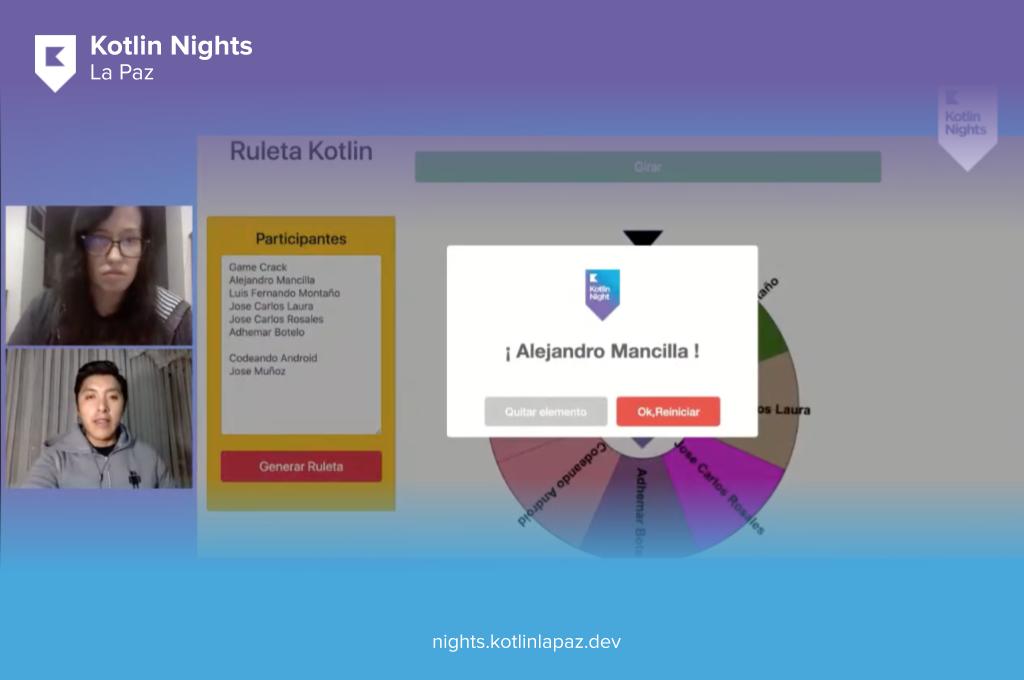 Kotlin Nights
La Paz
Kotlin
Nights
Ruleta Kotlin
Girar
Participantes
Game Crack
Alejandro Mancilla
Luis Fernando Montaño
Jose Carlos Laura
Jose Carlos Rosales
Adhemar Botelo
Codeando Android
Jose Muñoz
Generar Ruleta
Kotlin
Night
¡ Alejandro Mancilla !
Quitar elemento
Ok,Reiniciar
año
os Laura
Jose Carlos Rosales
Adhemar Bote
Codeando Android
nights.kotlinlapaz.dev